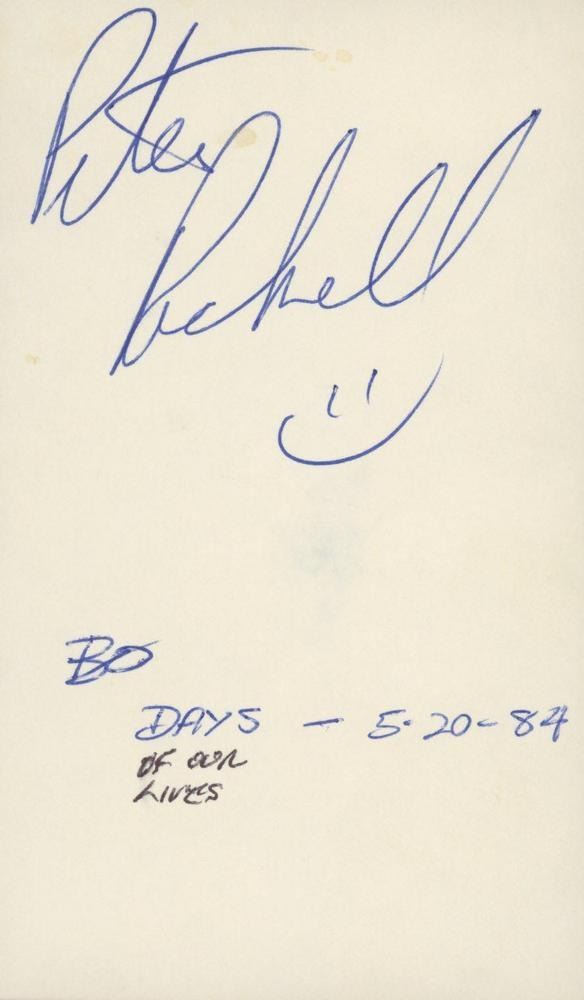 Peter
Reckell
BO
DAYS - 5-20-84
OF OUR
LIVES